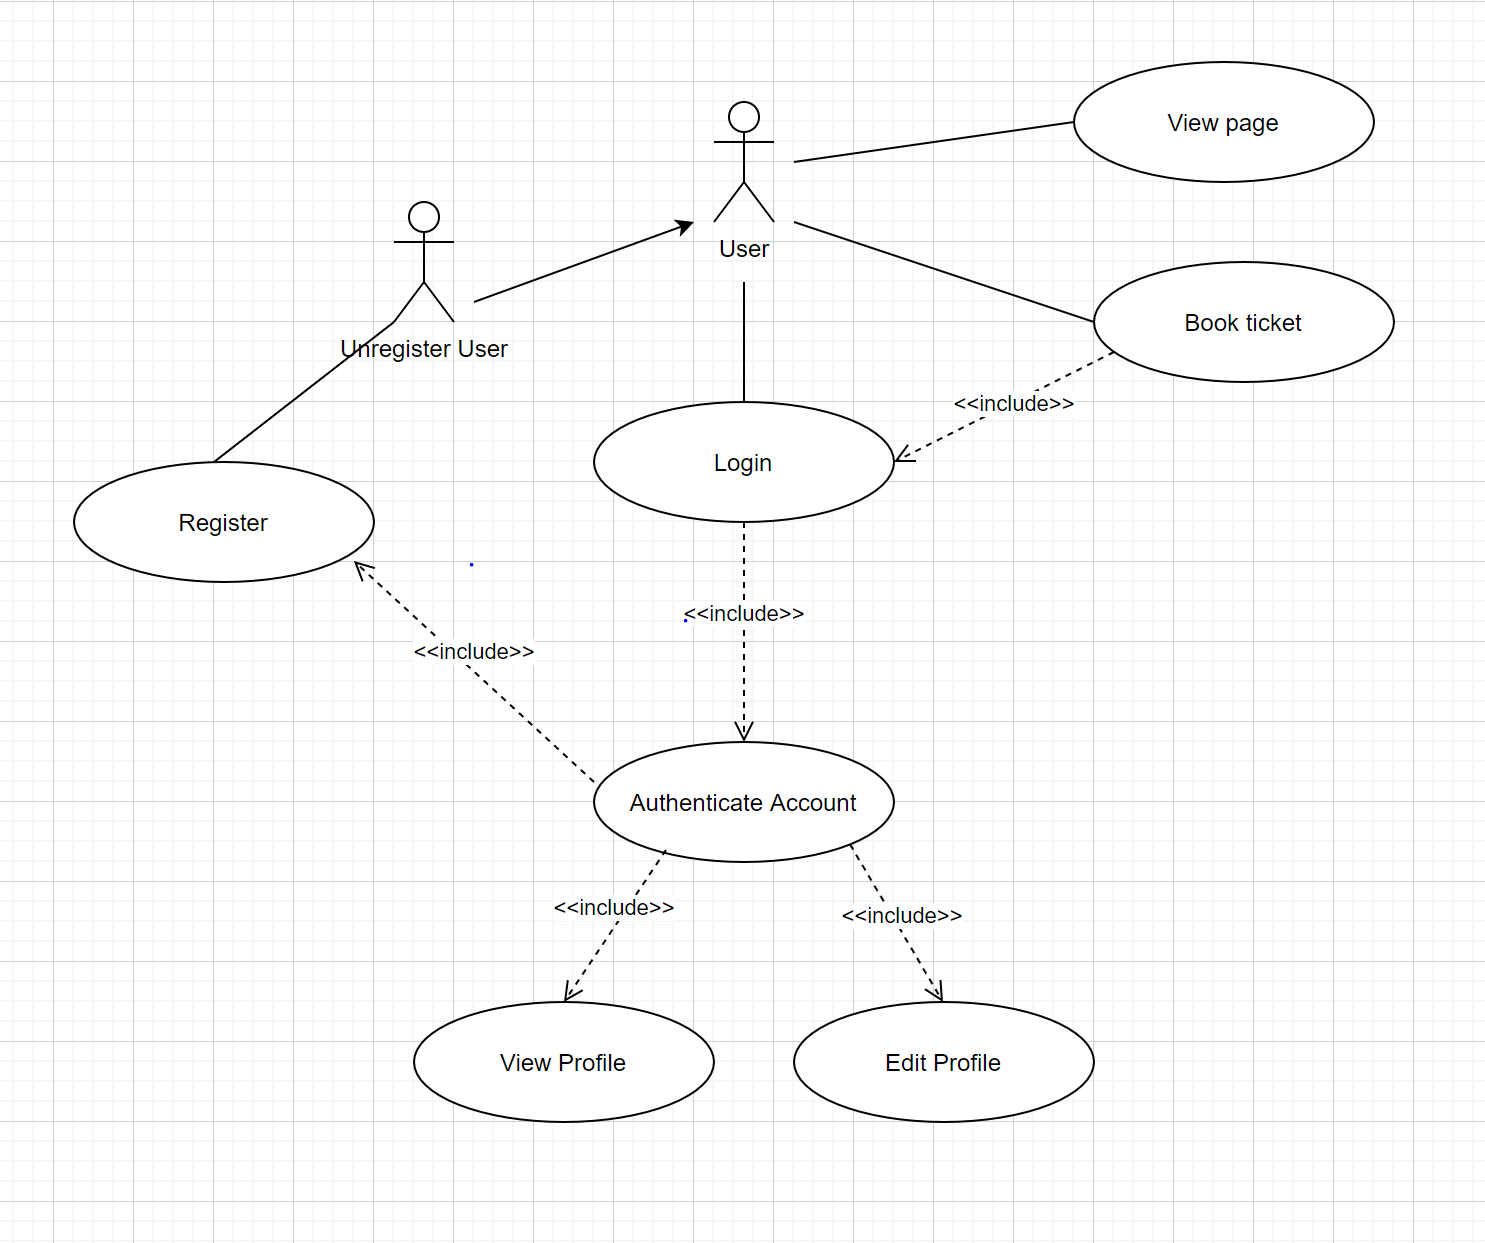 View page
User
Book ticket
Unregister User
<<include>>
Login
Register
<<include>>
<<include>>
Authenticate Account
<<include>>
<<include>>
View Profile
Edit Profile